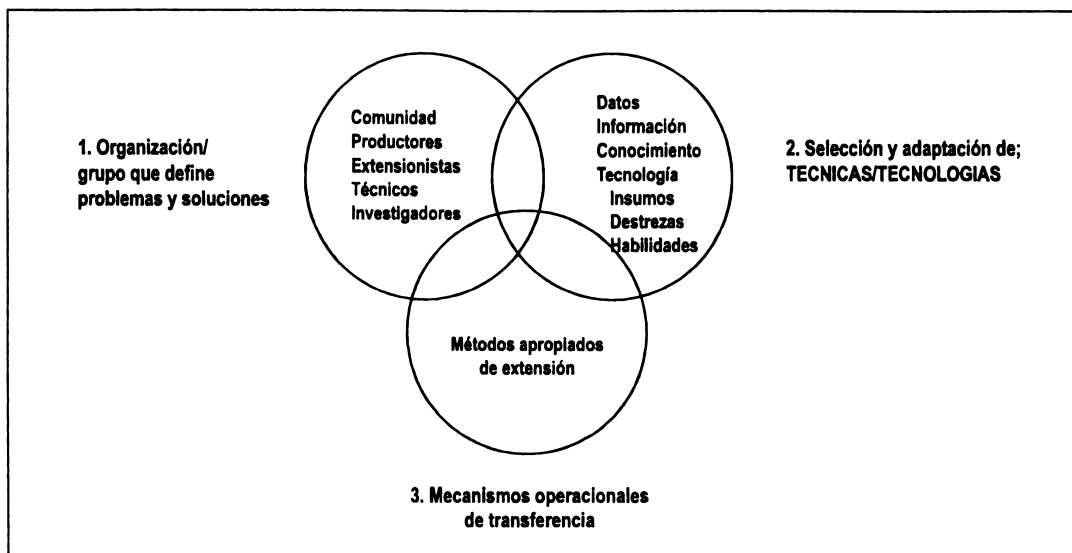 1. Organización/
grupo que define
problemas y soluciones
Comunidad
Productores
Extensionistas
Técnicos
Investigadores
Datos
Información
Conocimiento
Tecnología
Insumos
Destrezas
Habilidades
2. Selección y adaptación de;
TECNICAS/TECNOLOGIAS
Métodos apropiados
de extensión
3. Mecanismos operacionales
de transferencia